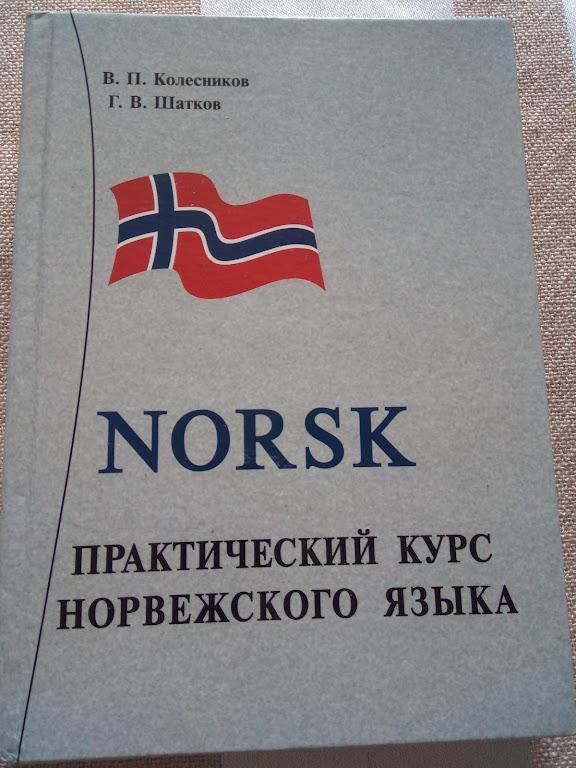 В. П. Колесников
Г. В. Шатков
NORSK
ПРАКТИЧЕСКИЙ КУРС
НОРВЕЖСКОГО ЯЗЫКА